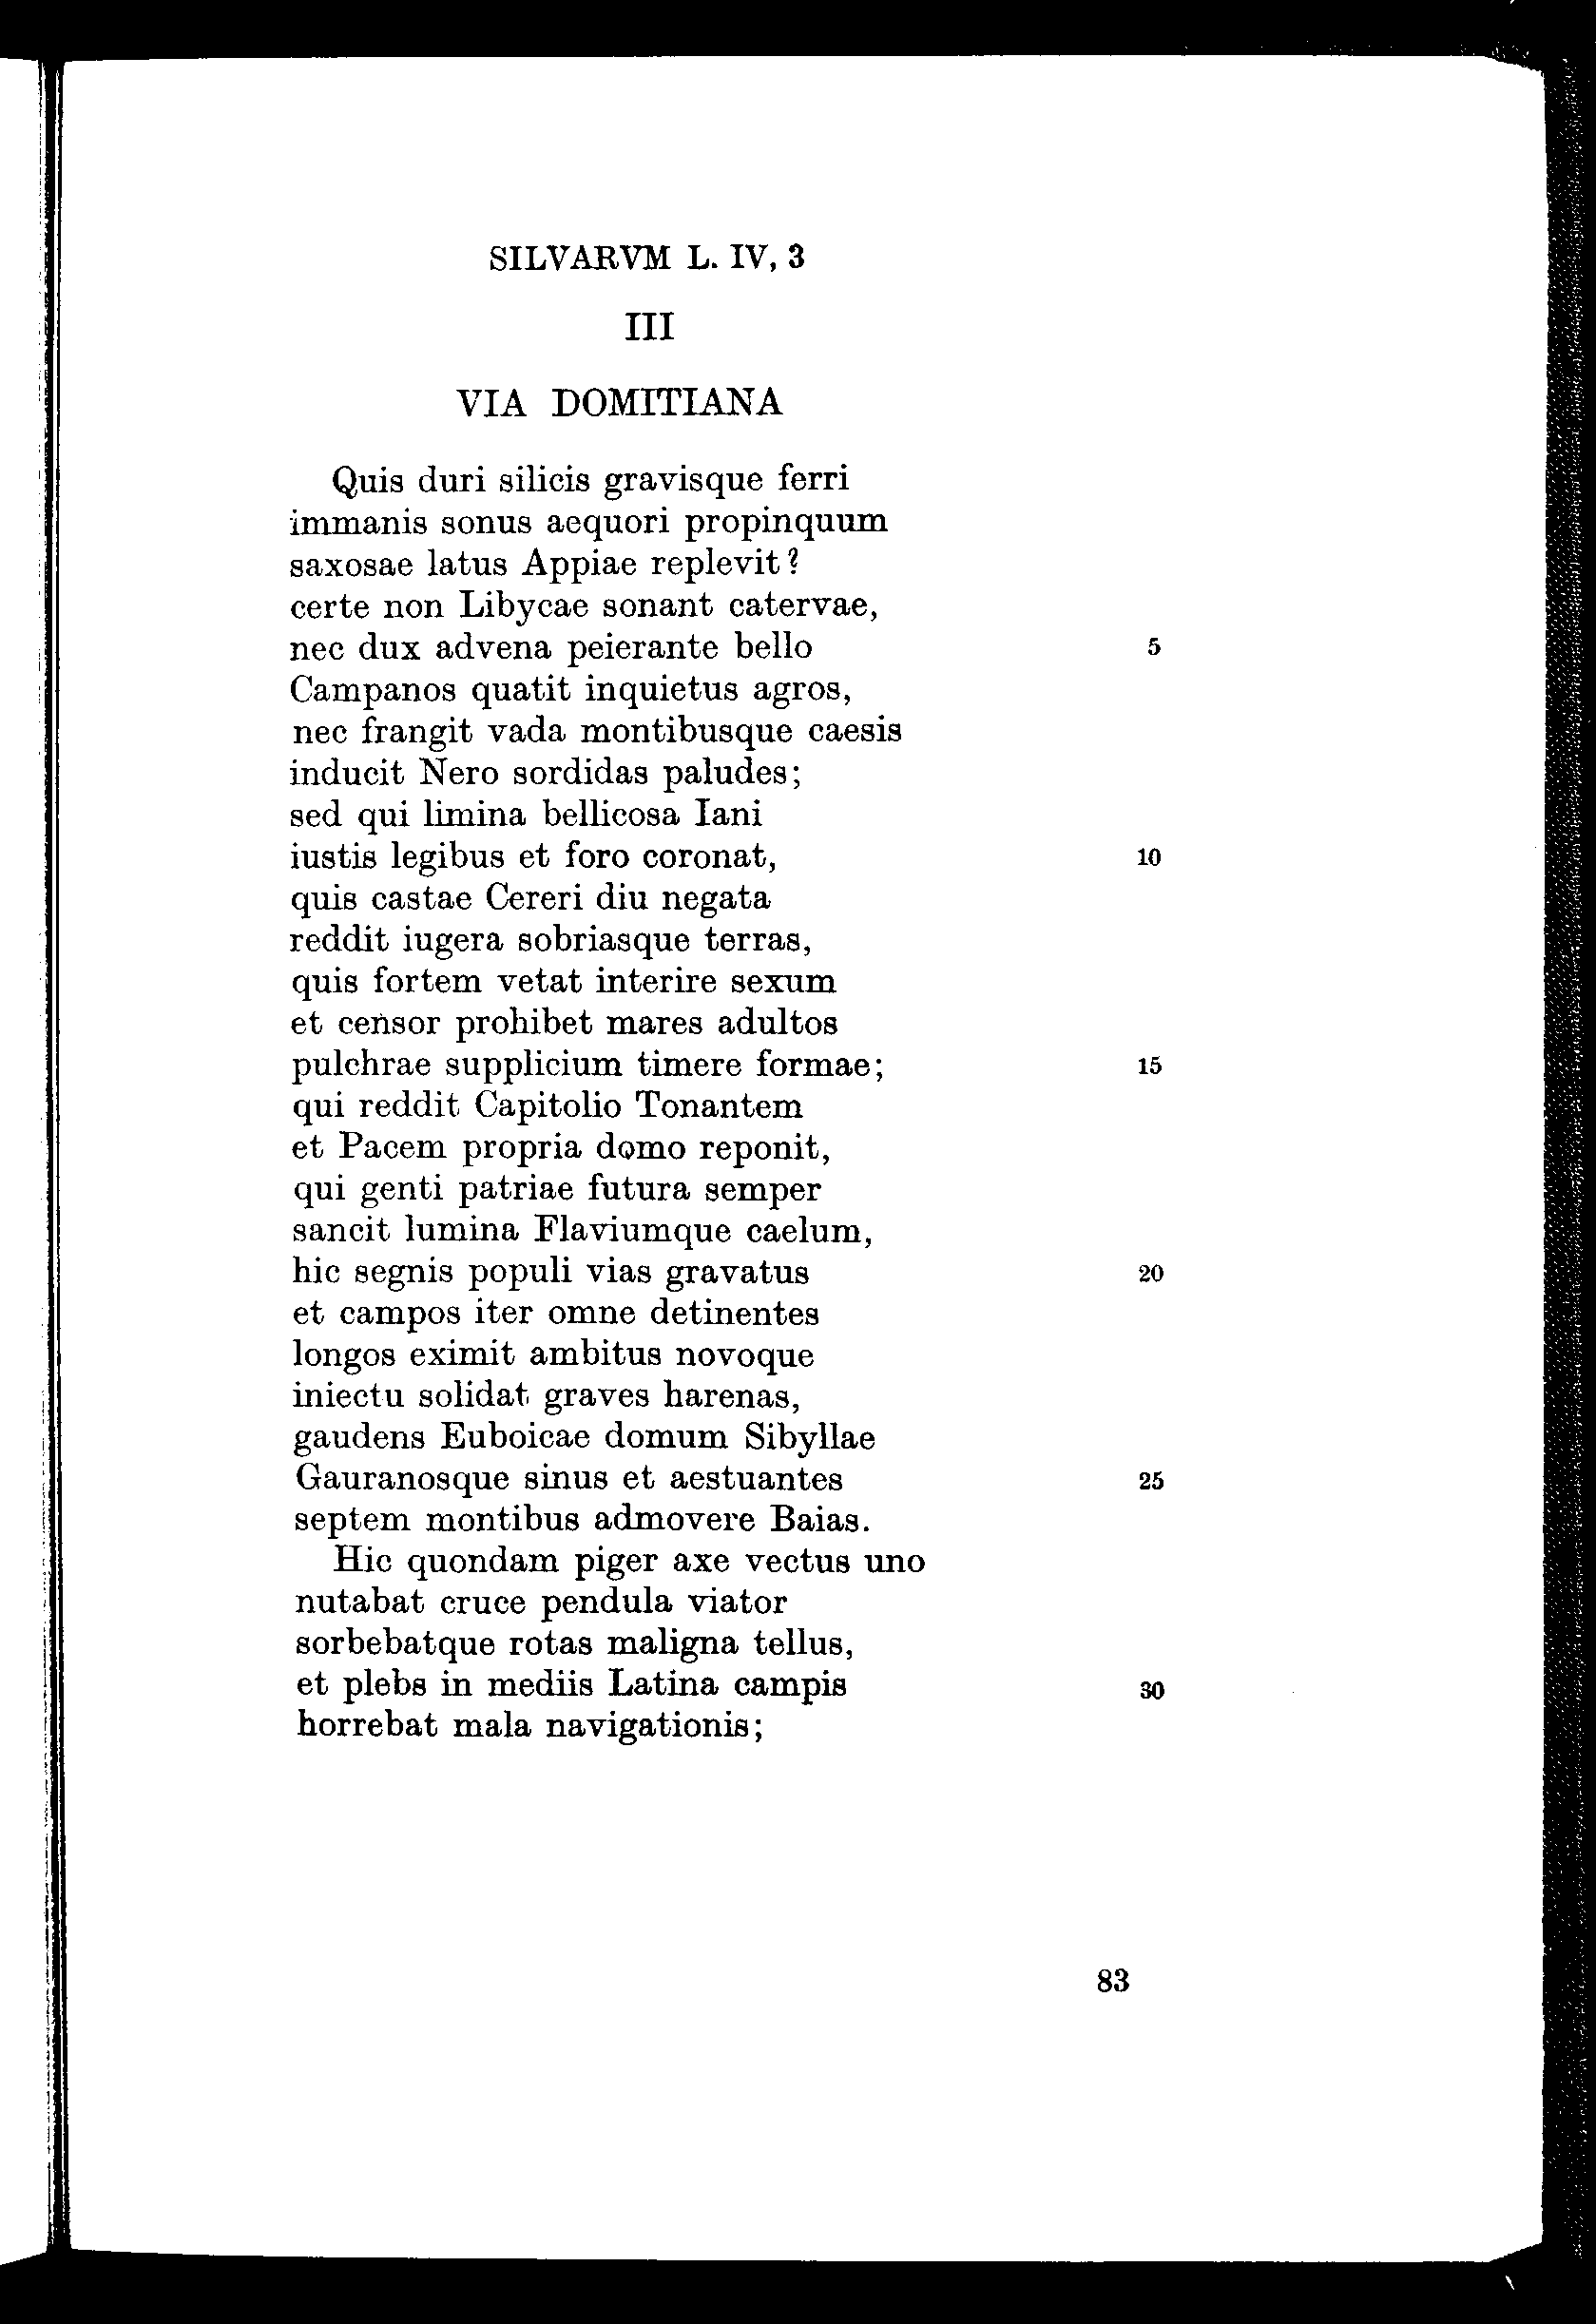 SILVARVM L. IV, 3
III
VIA DOMITIANA
Quis duri silicis gravisque ferri
immanis sonus aequori propinquum
saxosae latus Appiae replevit?
certe non Libycae sonant catervae,
nec dux advena peierante bello 5
Campanos quatit inquietus agros,
nec frangit vada montibusque caesis
inducit Nero sordidas paludes;
sed qui limina bellicosa Iani
iustis legibus et foro coronat, 10
quis castae Cereri diu negata
reddit iugera sobriasque terras,
quis fortem vetat interire sexum
et censor prohibet mares adultos
pulchrae supplicium timere formae; 15
qui reddit Capitolio Tonantem
et Pacem propria domo reponit,
qui genti patriae futura semper
sancit lumina Flaviumque caelum,
hic segnis populi vias gravatus 20
et campos iter omne detinentes
longos eximit ambitus novoque
iniectu solidat graves harenas,
gaudens Euboicae domum Sibyllae
Gauranosque sinus et aestuantes 25
septem montibus admovere Baias.
Hic quondam piger axe vectus uno
nutabat cruce pendula viator
sorbebatque rotas maligna tellus,
et plebs in mediis Latina campis 30
horrebat mala navigationis;
83